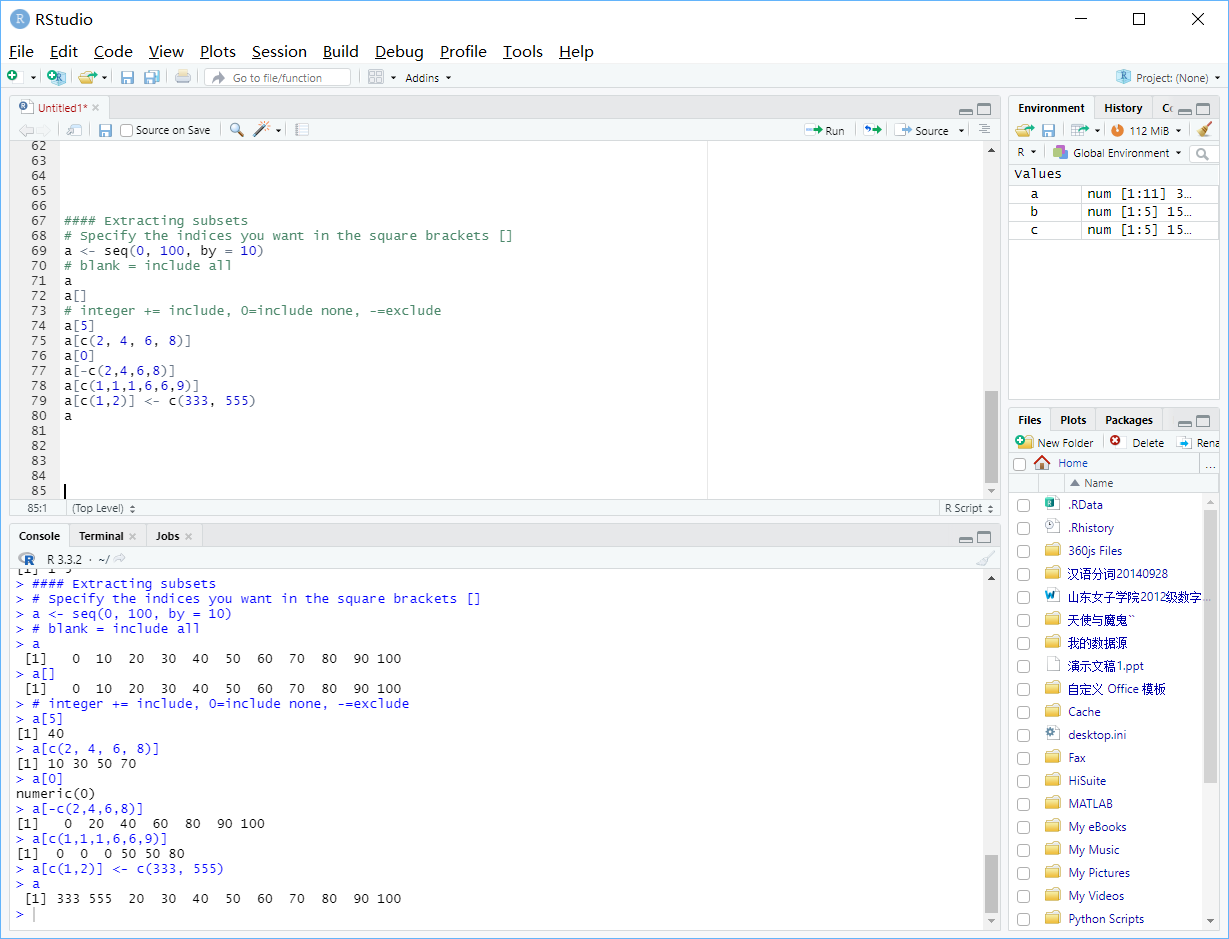 RStudio
File Edit Code View Plots Session Build Debug Profile Tools Help
Go to file/function Addins Project: (None)
Untitled1*
Source on Save Run Source
62
63
64
65
66
67 #### Extracting subsets
68 # Specify the indices you want in the square brackets []
69 a <- seq(0, 100, by = 10)
70 # blank = include all
71 a
72 a[]
73 # integer += include, 0=include none, -=exclude
74 a[5]
75 a[c(2, 4, 6, 8)]
76 a[0]
77 a[-c(2,4,6,8)]
78 a[c(1,1,1,6,6,9)]
79 a[c(1,2)] <- c(333, 555)
80 a
81
82
83
84
85
85:1 (Top Level) R Script
Console Terminal Jobs
R 3.3.2 · ~/
> #### Extracting subsets
> # Specify the indices you want in the square brackets []
> a <- seq(0, 100, by = 10)
> # blank = include all
> a
[1] 0 10 20 30 40 50 60 70 80 90 100
> a[]
[1] 0 10 20 30 40 50 60 70 80 90 100
> # integer += include, 0=include none, -=exclude
> a[5]
[1] 40
> a[c(2, 4, 6, 8)]
[1] 10 30 50 70
> a[0]
numeric(0)
> a[-c(2,4,6,8)]
[1] 0 20 40 60 80 90 100
> a[c(1,1,1,6,6,9)]
[1] 0 0 0 50 50 80
> a[c(1,2)] <- c(333, 555)
> a
[1] 333 555 20 30 40 50 60 70 80 90 100
>
Environment History
112 MiB
R Global Environment
Values
a num [1:11] 3…
b num [1:5] 15…
c num [1:5] 15…
Files Plots Packages
New Folder Delete Rena
Home ...
Name
.RData
.Rhistory
360js Files
汉语分词20140928
山东女子学院2012级数字...
天使与魔鬼``
我的数据源
演示文稿1.ppt
自定义 Office 模板
Cache
desktop.ini
Fax
HiSuite
MATLAB
My eBooks
My Music
My Pictures
My Videos
Python Scripts